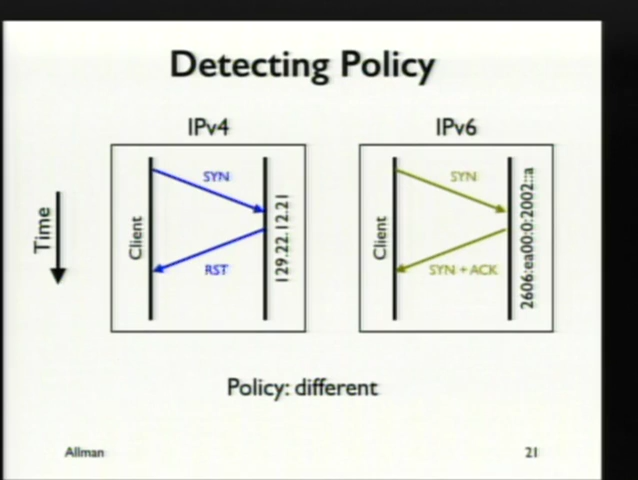 Detecting Policy
IPv4
IPv6
Time
Client
SYN
RST
129.22.12.21
Client
SYN
SYN + ACK
2606:ea00:0:2002::a
Policy: different
Allman
21